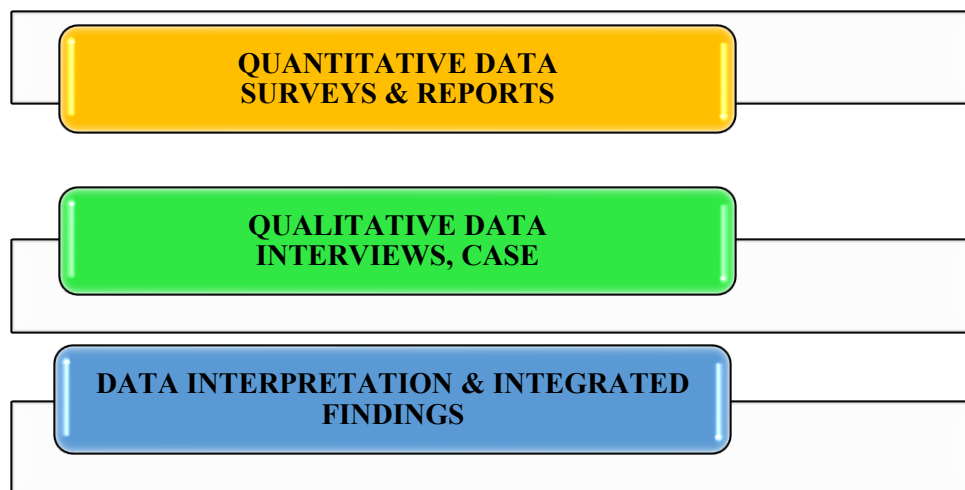 QUANTITATIVE DATA
SURVEYS & REPORTS
QUALITATIVE DATA
INTERVIEWS, CASE
DATA INTERPRETATION & INTEGRATED
FINDINGS